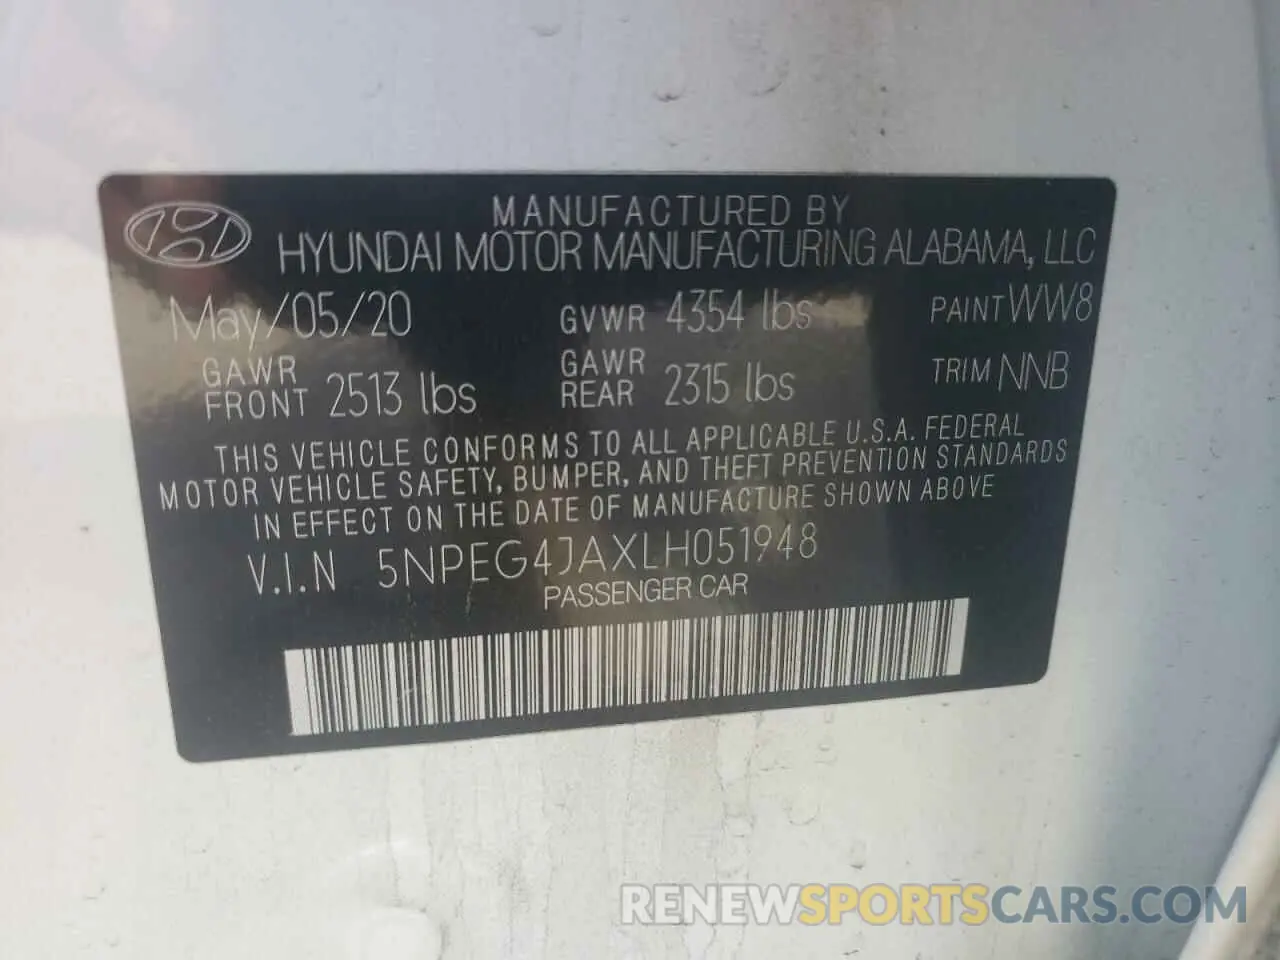 MANUFACTURED BY
HYUNDAI MOTOR MANUFACTURING ALABAMA, LLC
May/05/20 GVWR 4354 lbs PAINT WW8
GAWR FRONT 2513 lbs GAWR REAR 2315 lbs TRIM NNB
THIS VEHICLE CONFORMS TO ALL APPLICABLE U.S.A. FEDERAL
MOTOR VEHICLE SAFETY, BUMPER, AND THEFT PREVENTION STANDARDS
IN EFFECT ON THE DATE OF MANUFACTURE SHOWN ABOVE
V.I.N 5NPEG4JAXLH051948
PASSENGER CAR
RENEWSPORTSCARS.COM